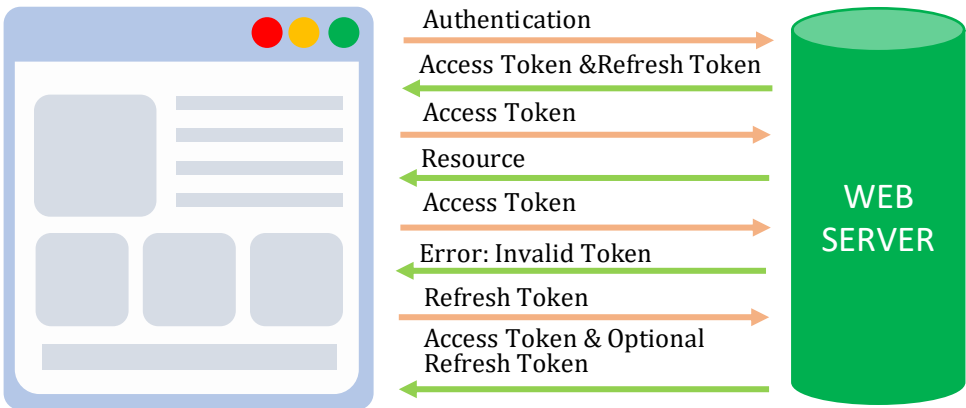 Authentication
Access Token &Refresh Token
Access Token
Resource
Access Token
Error: Invalid Token
Refresh Token
Access Token & Optional
Refresh Token
WEB
SERVER